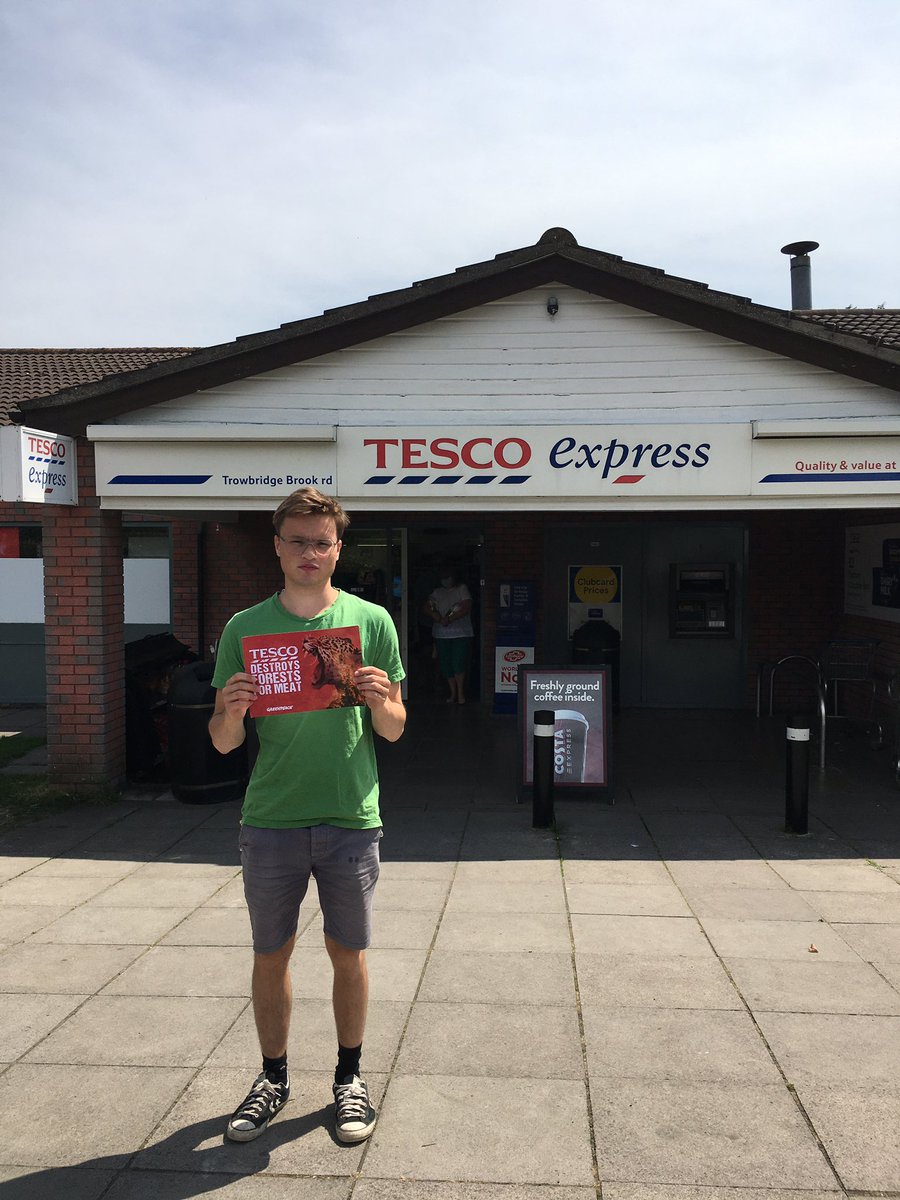 TESCO
express
Trowbridge Brook rd
TESCO express
Quality & value at
TESCO
DESTROYS
FORESTS
FOR MEAT
GREENPEACE
Clubcard
Prices
Freshly ground
coffee inside.
COSTA
EXPRESS